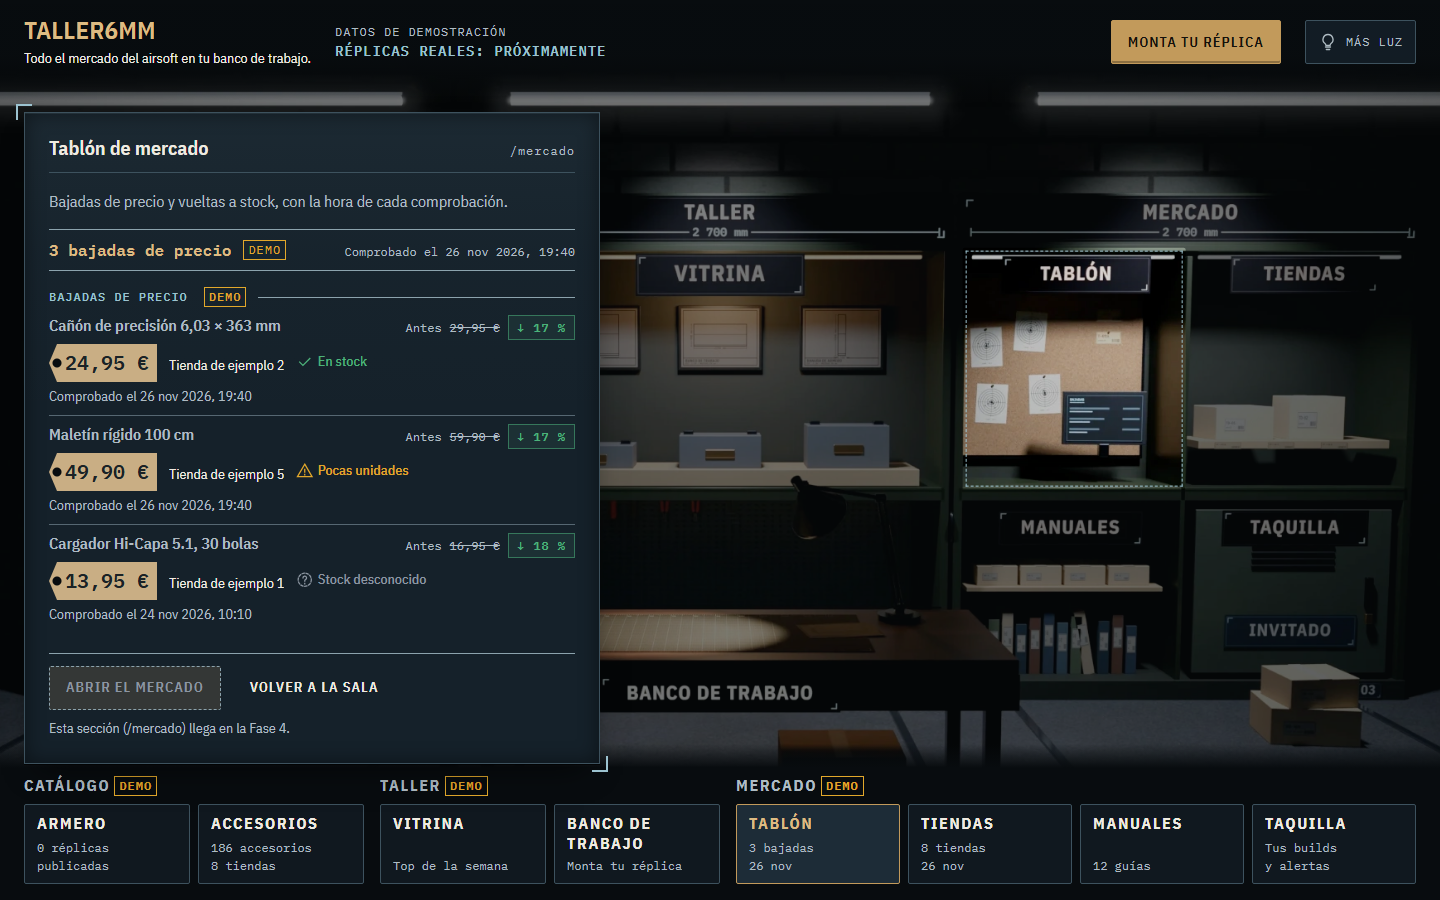 TALLER6MM
Todo el mercado del airsoft en tu banco de trabajo.
DATOS DE DEMOSTRACIÓN
RÉPLICAS REALES: PRÓXIMAMENTE
MONTA TU RÉPLICA
MÁS LUZ
Tablón de mercado
/mercado
Bajadas de precio y vueltas a stock, con la hora de cada comprobación.
3 bajadas de precio DEMO
Comprobado el 26 nov 2026, 19:40
BAJADAS DE PRECIO DEMO
Cañón de precisión 6,03 × 363 mm
Antes 29,95 € ↓ 17 %
24,95 € Tienda de ejemplo 2 En stock
Comprobado el 26 nov 2026, 19:40
Maletín rígido 100 cm
Antes 59,90 € ↓ 17 %
49,90 € Tienda de ejemplo 5 Pocas unidades
Comprobado el 26 nov 2026, 19:40
Cargador Hi-Capa 5.1, 30 bolas
Antes 16,95 € ↓ 18 %
13,95 € Tienda de ejemplo 1 Stock desconocido
Comprobado el 24 nov 2026, 10:10
ABRIR EL MERCADO
VOLVER A LA SALA
Esta sección (/mercado) llega en la Fase 4.
TALLER
2 700 mm
MERCADO
2 700 mm
VITRINA
TABLÓN
TIENDAS
MANUALES
TAQUILLA
INVITADO
BANCO DE TRABAJO
03
CATÁLOGO DEMO
ARMERO
0 réplicas
publicadas
ACCESORIOS
186 accesorios
8 tiendas
TALLER DEMO
VITRINA
Top de la semana
BANCO DE
TRABAJO
Monta tu réplica
MERCADO DEMO
TABLÓN
3 bajadas
26 nov
TIENDAS
8 tiendas
26 nov
MANUALES
12 guías
TAQUILLA
Tus builds
y alertas